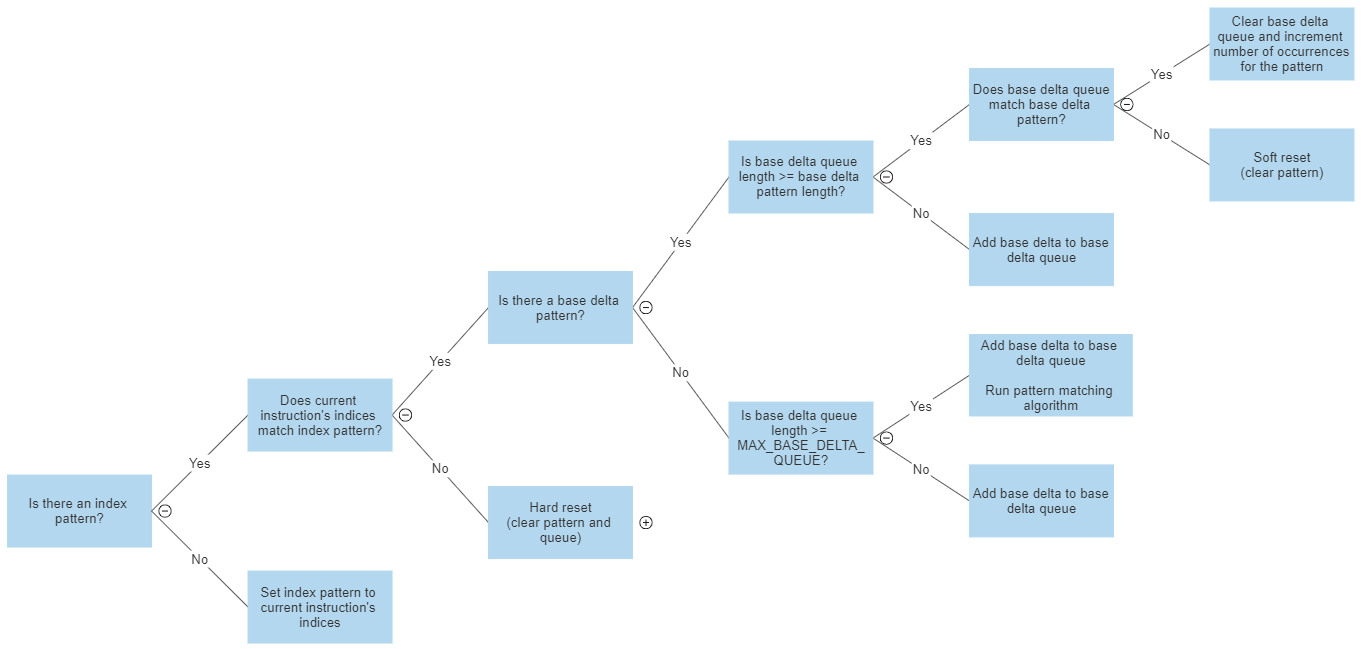 Clear base delta
queue and increment
number of occurrences
for the pattern
Yes
Does base delta queue
match base delta
pattern?
No
Soft reset
(clear pattern)
Yes
Is base delta queue
length >= base delta
pattern length?
No
Add base delta to base
delta queue
Yes
Is there a base delta
pattern?
No
Add base delta to base
delta queue
Run pattern matching
algorithm
Yes
Is base delta queue
length >=
MAX_BASE_DELTA_
QUEUE?
No
Add base delta to base
delta queue
Yes
Does current
instruction's indices
match index pattern?
No
Hard reset
(clear pattern and
queue)
Yes
Is there an index
pattern?
No
Set index pattern to
current instruction's
indices